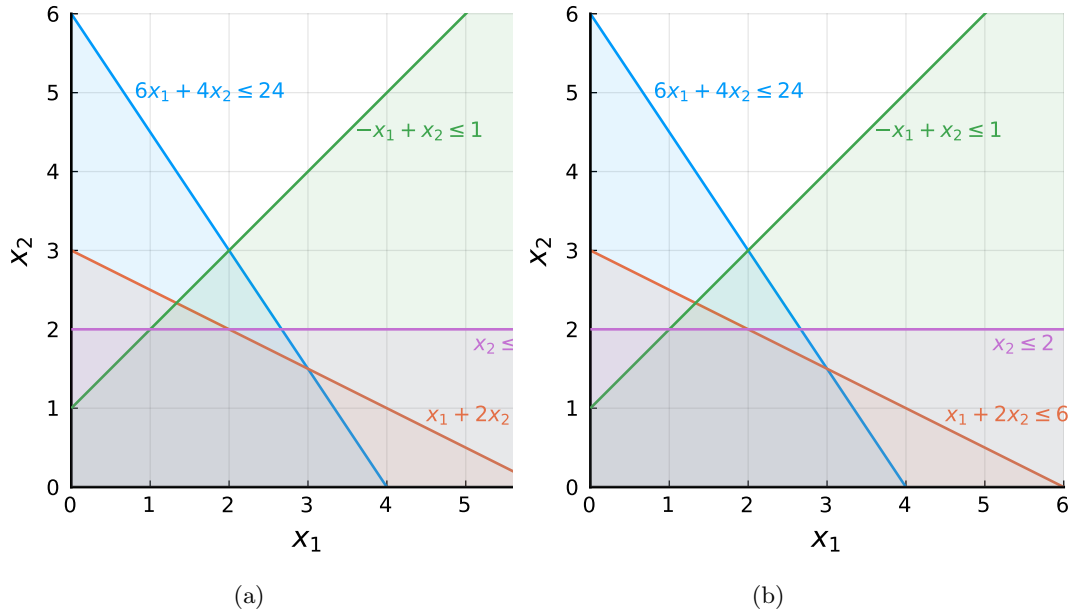 6
5
4
3
2
1
0
x₂
0 1 2 3 4 5
x₁
6x₁ + 4x₂ ≤ 24
−x₁ + x₂ ≤ 1
x₂ ≤
x₁ + 2x₂
(a)
6
5
4
3
2
1
0
x₂
0 1 2 3 4 5 6
x₁
6x₁ + 4x₂ ≤ 24
−x₁ + x₂ ≤ 1
x₂ ≤ 2
x₁ + 2x₂ ≤ 6
(b)